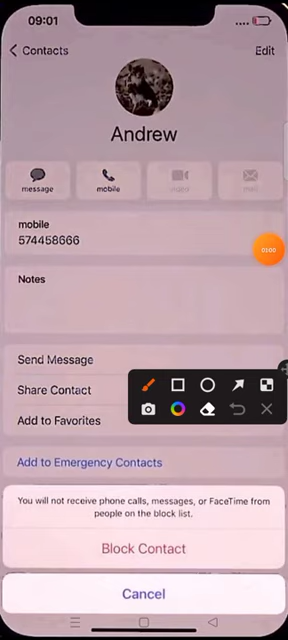 09:01
Contacts
Edit
Andrew
message
mobile
video
mail
mobile
574458666
01:00
Notes
Send Message
Share Contact
Add to Favorites
Add to Emergency Contacts
You will not receive phone calls, messages, or FaceTime from
people on the block list.
Block Contact
Cancel